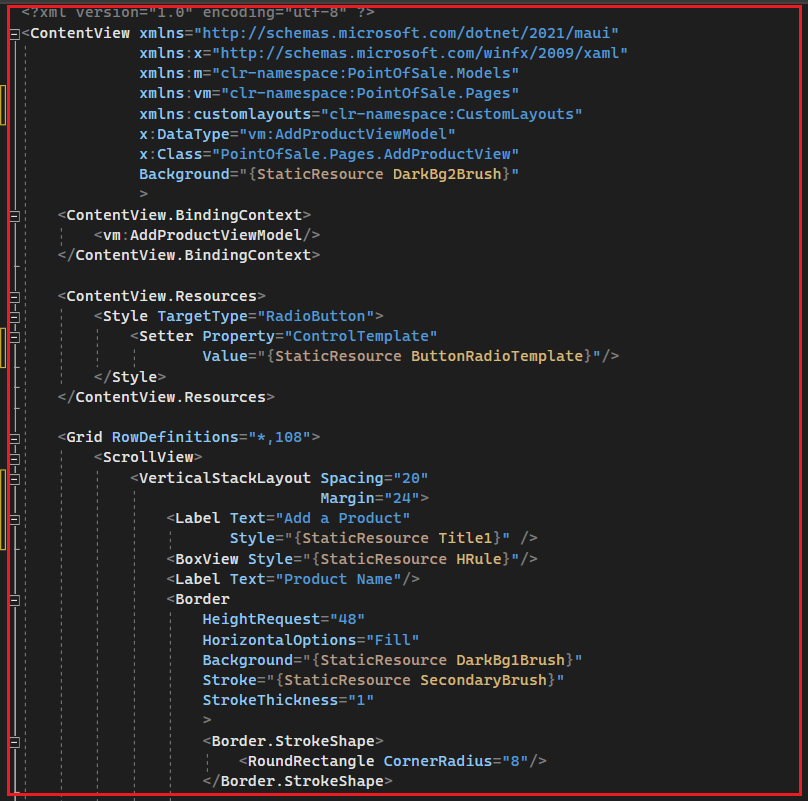 <?xml version="1.0" encoding="utf-8" ?>
<ContentView xmlns="http://schemas.microsoft.com/dotnet/2021/maui"
             xmlns:x="http://schemas.microsoft.com/winfx/2009/xaml"
             xmlns:m="clr-namespace:PointOfSale.Models"
             xmlns:vm="clr-namespace:PointOfSale.Pages"
             xmlns:customlayouts="clr-namespace:CustomLayouts"
             x:DataType="vm:AddProductViewModel"
             x:Class="PointOfSale.Pages.AddProductView"
             Background="{StaticResource DarkBg2Brush}"
             >
    <ContentView.BindingContext>
        <vm:AddProductViewModel/>
    </ContentView.BindingContext>

    <ContentView.Resources>
        <Style TargetType="RadioButton">
            <Setter Property="ControlTemplate"
                    Value="{StaticResource ButtonRadioTemplate}"/>
        </Style>
    </ContentView.Resources>

    <Grid RowDefinitions="*,108">
        <ScrollView>
            <VerticalStackLayout Spacing="20"
                                 Margin="24">
                <Label Text="Add a Product"
                       Style="{StaticResource Title1}" />
                <BoxView Style="{StaticResource HRule}"/>
                <Label Text="Product Name"/>
                <Border
                    HeightRequest="48"
                    HorizontalOptions="Fill"
                    Background="{StaticResource DarkBg1Brush}"
                    Stroke="{StaticResource SecondaryBrush}"
                    StrokeThickness="1"
                    >
                    <Border.StrokeShape>
                        <RoundRectangle CornerRadius="8"/>
                    </Border.StrokeShape>